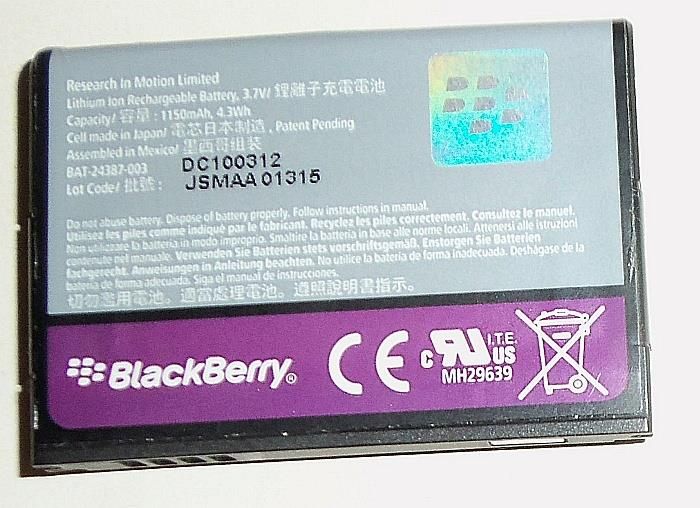 Research In Motion Limited
Lithium Ion Rechargeable Battery, 3.7V/ 鋰離子充電電池
Capacity/ 容量 : 1150mAh, 4.3Wh
Cell made in Japan/ 電芯日本制造 , Patent Pending
Assembled in Mexico/ 墨西哥組裝
BAT-24387-003 DC100312
Lot Code/ 批號 : JSMAA 01315
Do not abuse battery. Dispose of battery properly. Follow instructions in manual.
Utilisez les piles comme indiqué par le fabricant. Recyclez les piles correctement. Consultez le manuel.
Non utilizzare la batteria in modo improprio. Smaltire la batteria in base alle norme locali. Attenersi alle istruzioni
contenute nel manuale. Verwenden Sie Batterien stets vorschriftsgemäß. Entsorgen Sie Batterien
fachgerecht. Anweisungen in Anleitung beachten. No utilice la batería de forma inadecuada. Deshágase de la
batería de forma adecuada. Siga el manual de instrucciones.
切勿濫用電池。適當處理電池。遵照說明書指示。
BlackBerry®
CE
c RU US
I.T.E.
MH29639